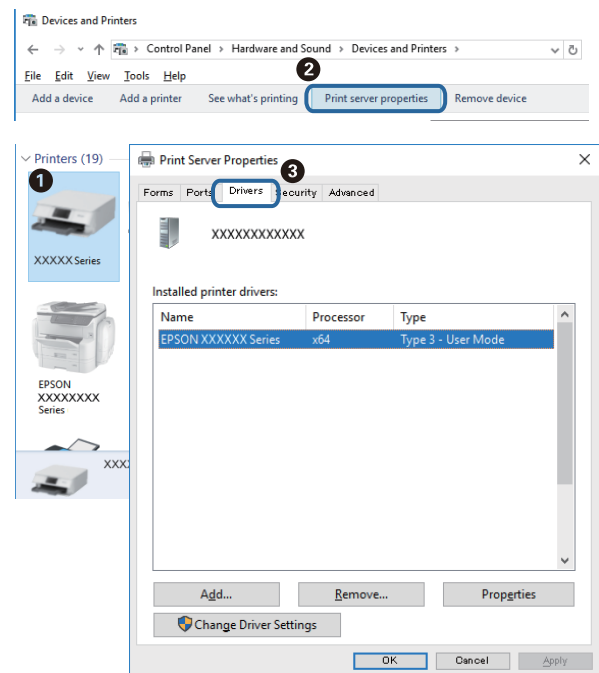 Devices and Printers
Control Panel > Hardware and Sound > Devices and Printers >
File Edit View Tools Help
2
Add a device Add a printer See what's printing Print server properties Remove device
Printers (19)
1
XXXXX Series
EPSON
XXXXXXXX
Series
XXX
Print Server Properties
3
Forms Ports Drivers Security Advanced
XXXXXXXXXXXX
Installed printer drivers:
Name Processor Type
EPSON XXXXXX Series x64 Type 3 - User Mode
Add... Remove... Properties
Change Driver Settings
OK Cancel Apply